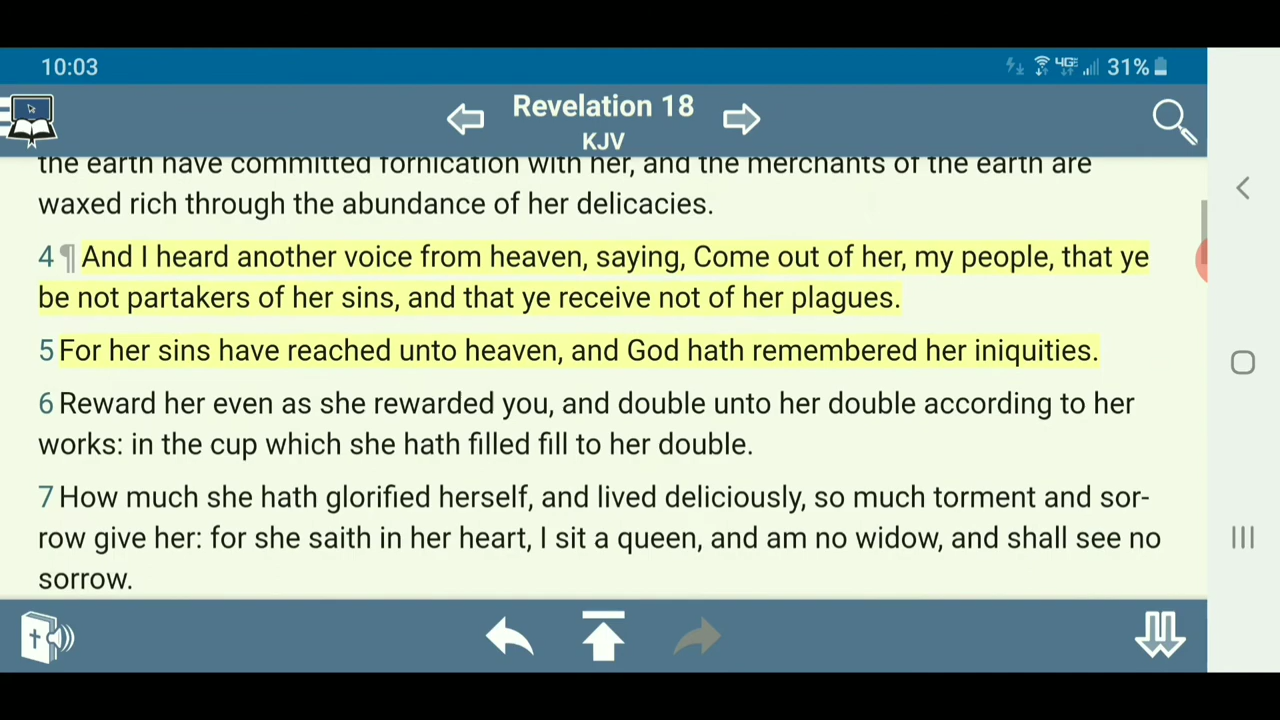 10:03
4GE
31%
Revelation 18
KJV
the earth have committed fornication with her, and the merchants of the earth are
waxed rich through the abundance of her delicacies.
4 ¶ And I heard another voice from heaven, saying, Come out of her, my people, that ye
be not partakers of her sins, and that ye receive not of her plagues.
5 For her sins have reached unto heaven, and God hath remembered her iniquities.
6 Reward her even as she rewarded you, and double unto her double according to her
works: in the cup which she hath filled fill to her double.
7 How much she hath glorified herself, and lived deliciously, so much torment and sor-
row give her: for she saith in her heart, I sit a queen, and am no widow, and shall see no
sorrow.